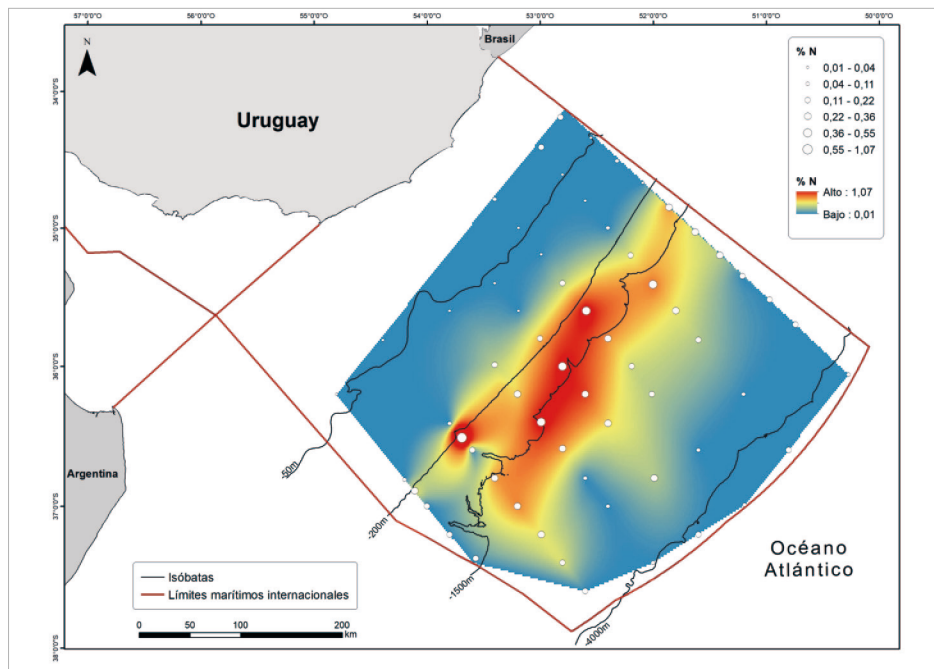 57°0'0"O 56°0'0"O 55°0'0"O 54°0'0"O 53°0'0"O 52°0'0"O 51°0'0"O 50°0'0"O
N
Brasil
Uruguay
% N
0,01 - 0,04
0,04 - 0,11
0,11 - 0,22
0,22 - 0,36
0,36 - 0,55
0,55 - 1,07
% N
Alto : 1,07
Bajo : 0,01
34°0'0"S
35°0'0"S
36°0'0"S
37°0'0"S
38°0'0"S
Argentina
-50m
-200m
-1500m
-4000m
Océano
Atlántico
Isóbatas
Límites marítimos internacionales
0 50 100 200
km